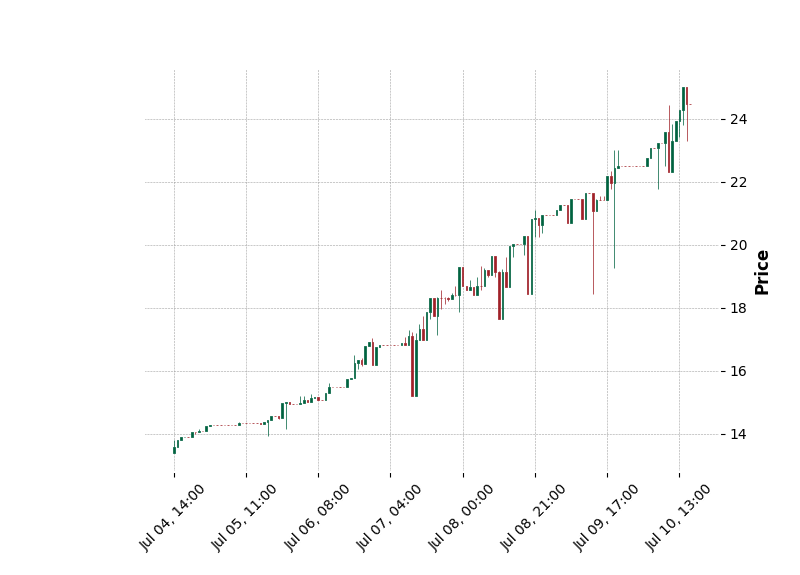 24
22
20
18
16
14
Price
Jul 04, 14:00
Jul 05, 11:00
Jul 06, 08:00
Jul 07, 04:00
Jul 08, 00:00
Jul 08, 21:00
Jul 09, 17:00
Jul 10, 13:00